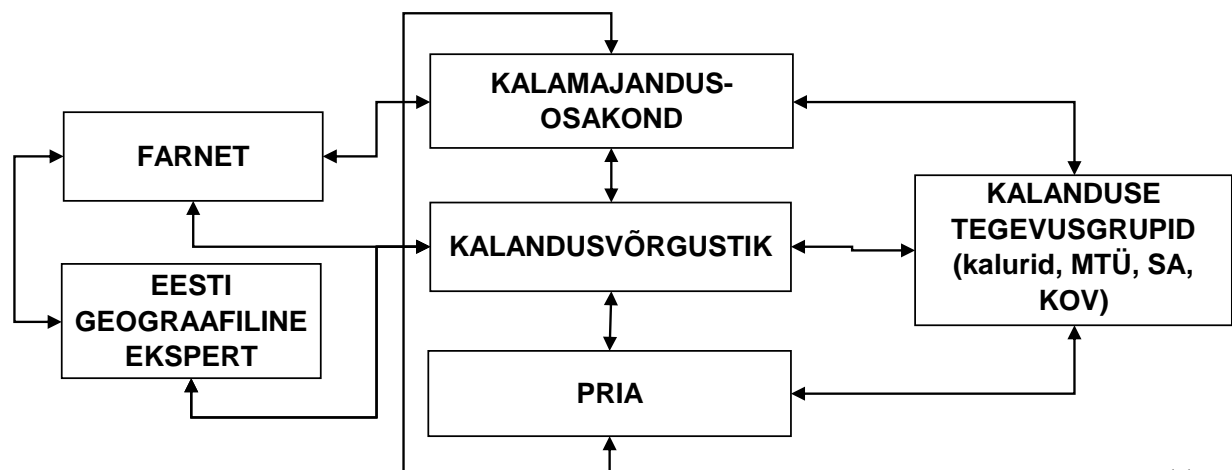 KALAMAJANDUS-
OSAKOND
FARNET
KALANDUSVÕRGUSTIK
KALANDUSE
TEGEVUSGRUPID
(kalurid, MTÜ, SA,
KOV)
EESTI
GEOGRAAFILINE
EKSPERT
PRIA